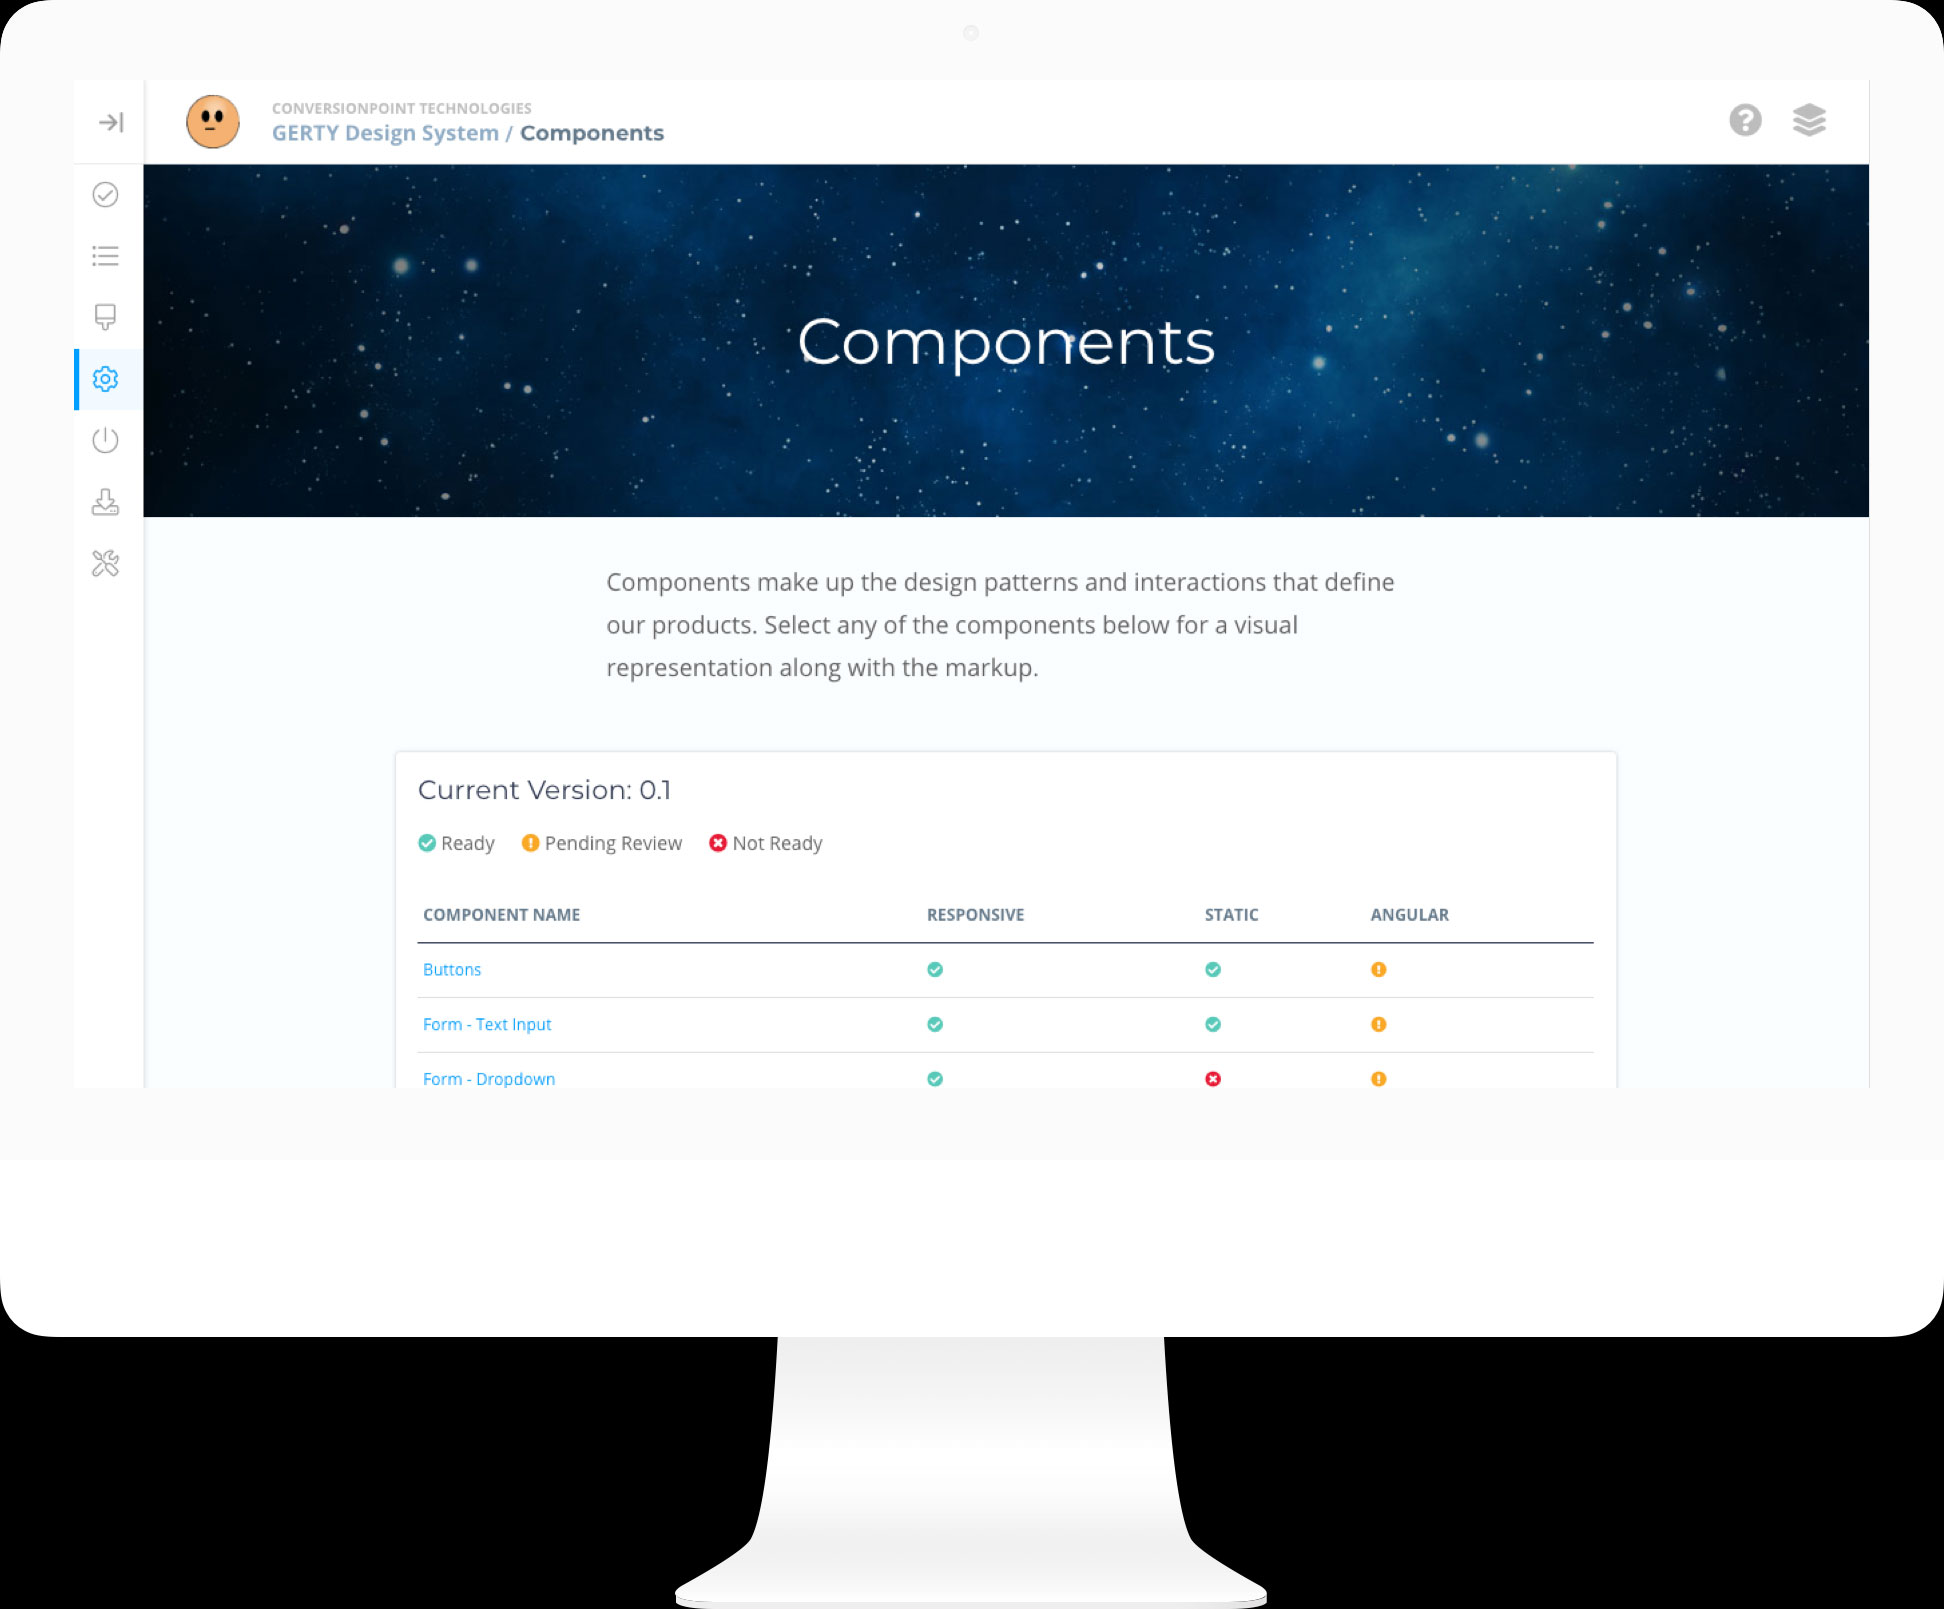 CONVERSIONPOINT TECHNOLOGIES
GERTY Design System / Components
Components
Components make up the design patterns and interactions that define
our products. Select any of the components below for a visual
representation along with the markup.
Current Version: 0.1
Ready Pending Review Not Ready
COMPONENT NAME RESPONSIVE STATIC ANGULAR
Buttons
Form - Text Input
Form - Dropdown